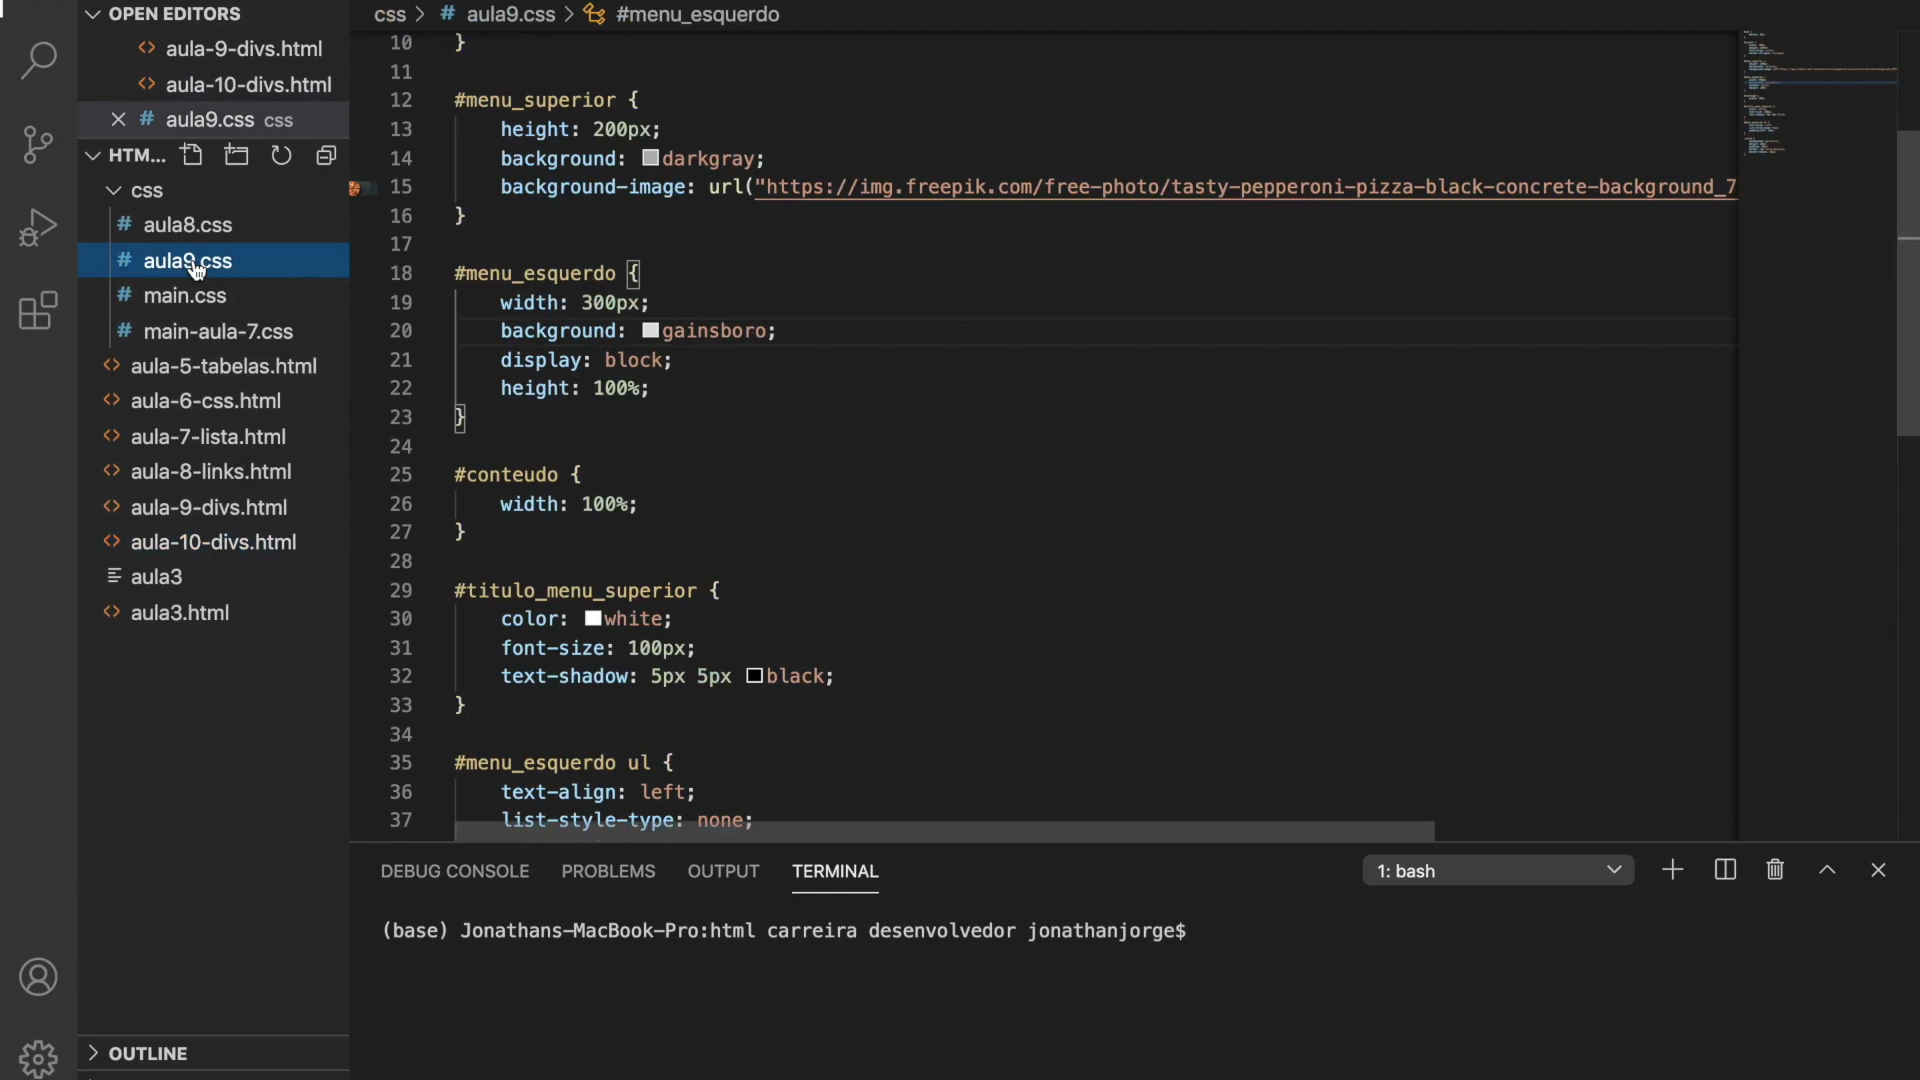 OPEN EDITORS
aula-9-divs.html
aula-10-divs.html
# aula9.css css
HTM...
css
# aula8.css
# aula9.css
# main.css
# main-aula-7.css
<> aula-5-tabelas.html
<> aula-6-css.html
<> aula-7-lista.html
<> aula-8-links.html
<> aula-9-divs.html
<> aula-10-divs.html
aula3
<> aula3.html
OUTLINE
css > # aula9.css > #menu_esquerdo
10 }
11
12 #menu_superior {
13 height: 200px;
14 background: darkgray;
15 background-image: url("https://img.freepik.com/free-photo/tasty-pepperoni-pizza-black-concrete-background_7
16 }
17
18 #menu_esquerdo {
19 width: 300px;
20 background: gainsboro;
21 display: block;
22 height: 100%;
23 }
24
25 #conteudo {
26 width: 100%;
27 }
28
29 #titulo_menu_superior {
30 color: white;
31 font-size: 100px;
32 text-shadow: 5px 5px black;
33 }
34
35 #menu_esquerdo ul {
36 text-align: left;
37 list-style-type: none;
DEBUG CONSOLE PROBLEMS OUTPUT TERMINAL 1: bash
(base) Jonathans-MacBook-Pro:html carreira desenvolvedor jonathanjorge$